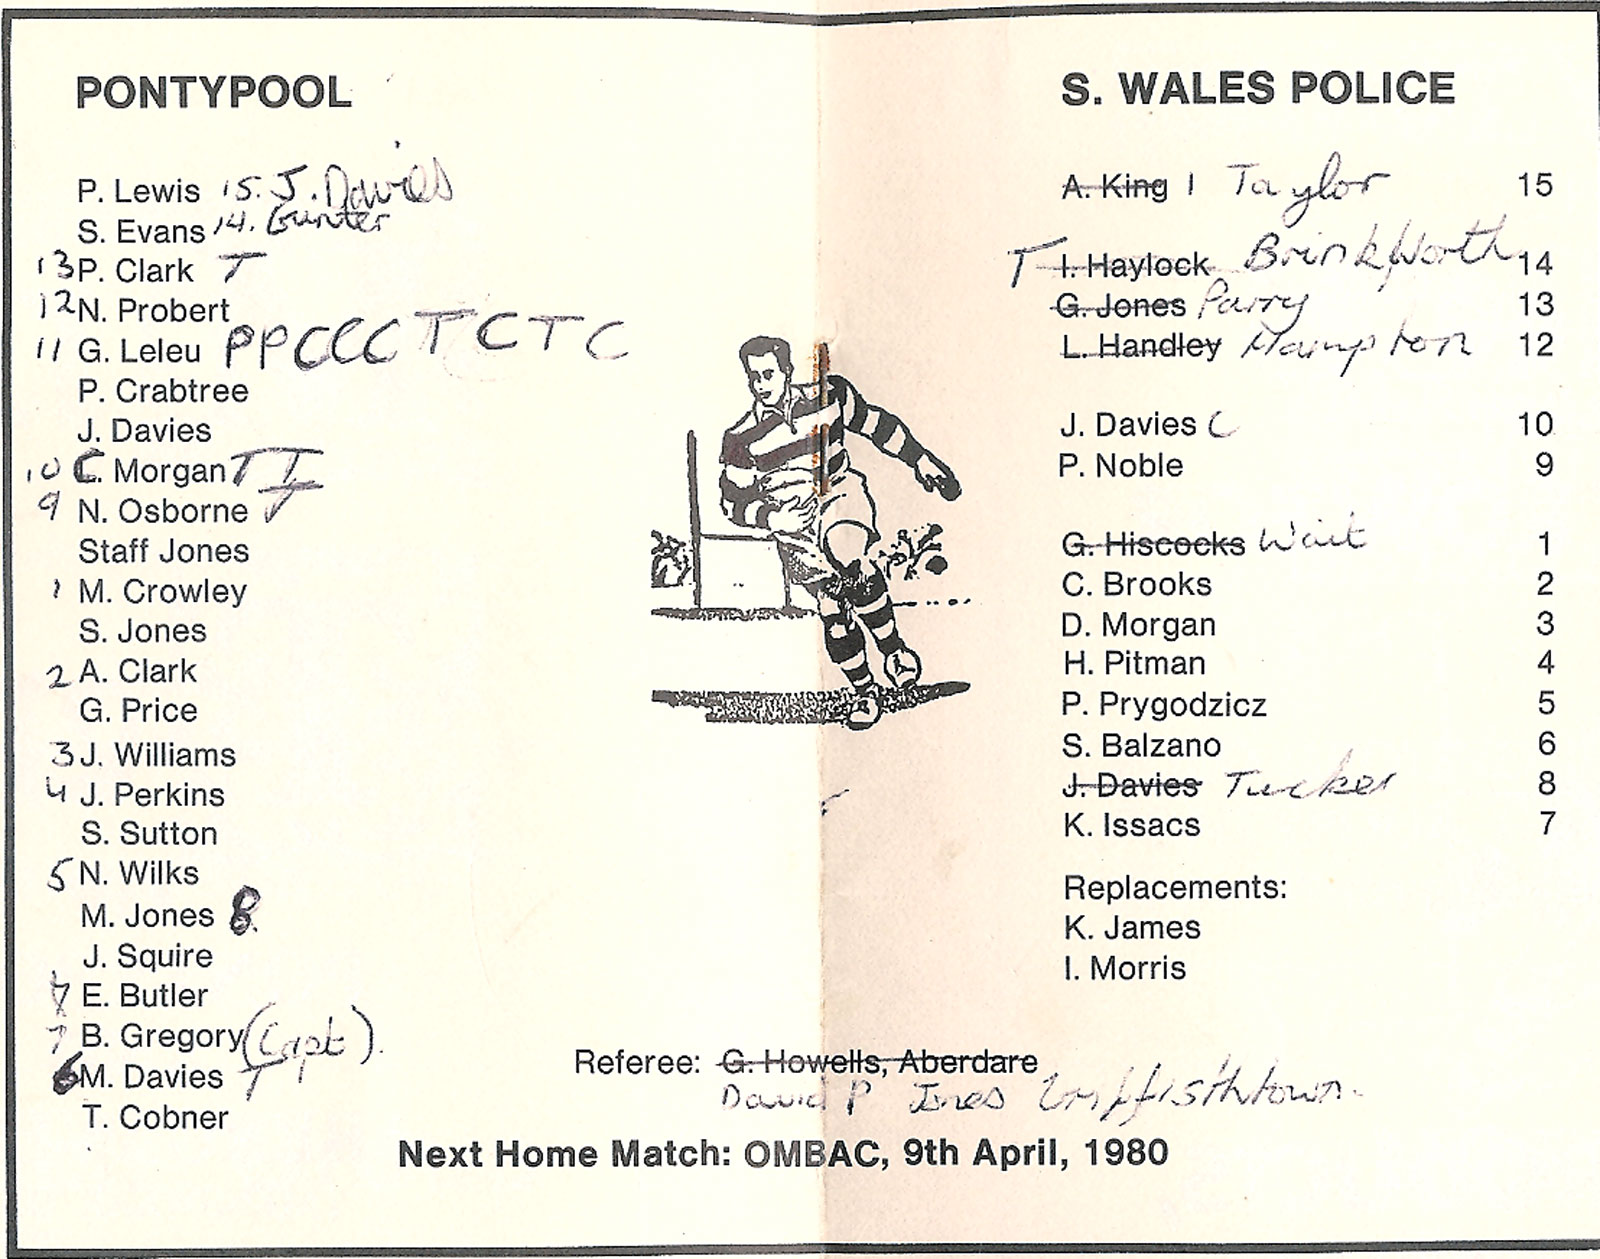 PONTYPOOL
P. Lewis 15. J. Davies
S. Evans 14. Gunter
13 P. Clark T
12 N. Probert
11 G. Leleu PPCCCTCTC
P. Crabtree
J. Davies
10 C. Morgan T T
9 N. Osborne T
Staff Jones
1 M. Crowley
S. Jones
2 A. Clark
G. Price
3 J. Williams
4 J. Perkins
S. Sutton
5 N. Wilks
M. Jones 8
J. Squire
E. Butler
7 B. Gregory (Capt).
6 M. Davies T
T. Cobner
S. WALES POLICE
A. King Taylor 15
T I. Haylock Brinkworth 14
G. Jones Parry 13
L. Handley Hampton 12
J. Davies C 10
P. Noble 9
G. Hiscocks Wait 1
C. Brooks 2
D. Morgan 3
H. Pitman 4
P. Prygodzicz 5
S. Balzano 6
J. Davies Tucker 8
K. Issacs 7
Replacements:
K. James
I. Morris
Referee: G. Howells, Aberdare
David P Jones
Next Home Match: OMBAC, 9th April, 1980